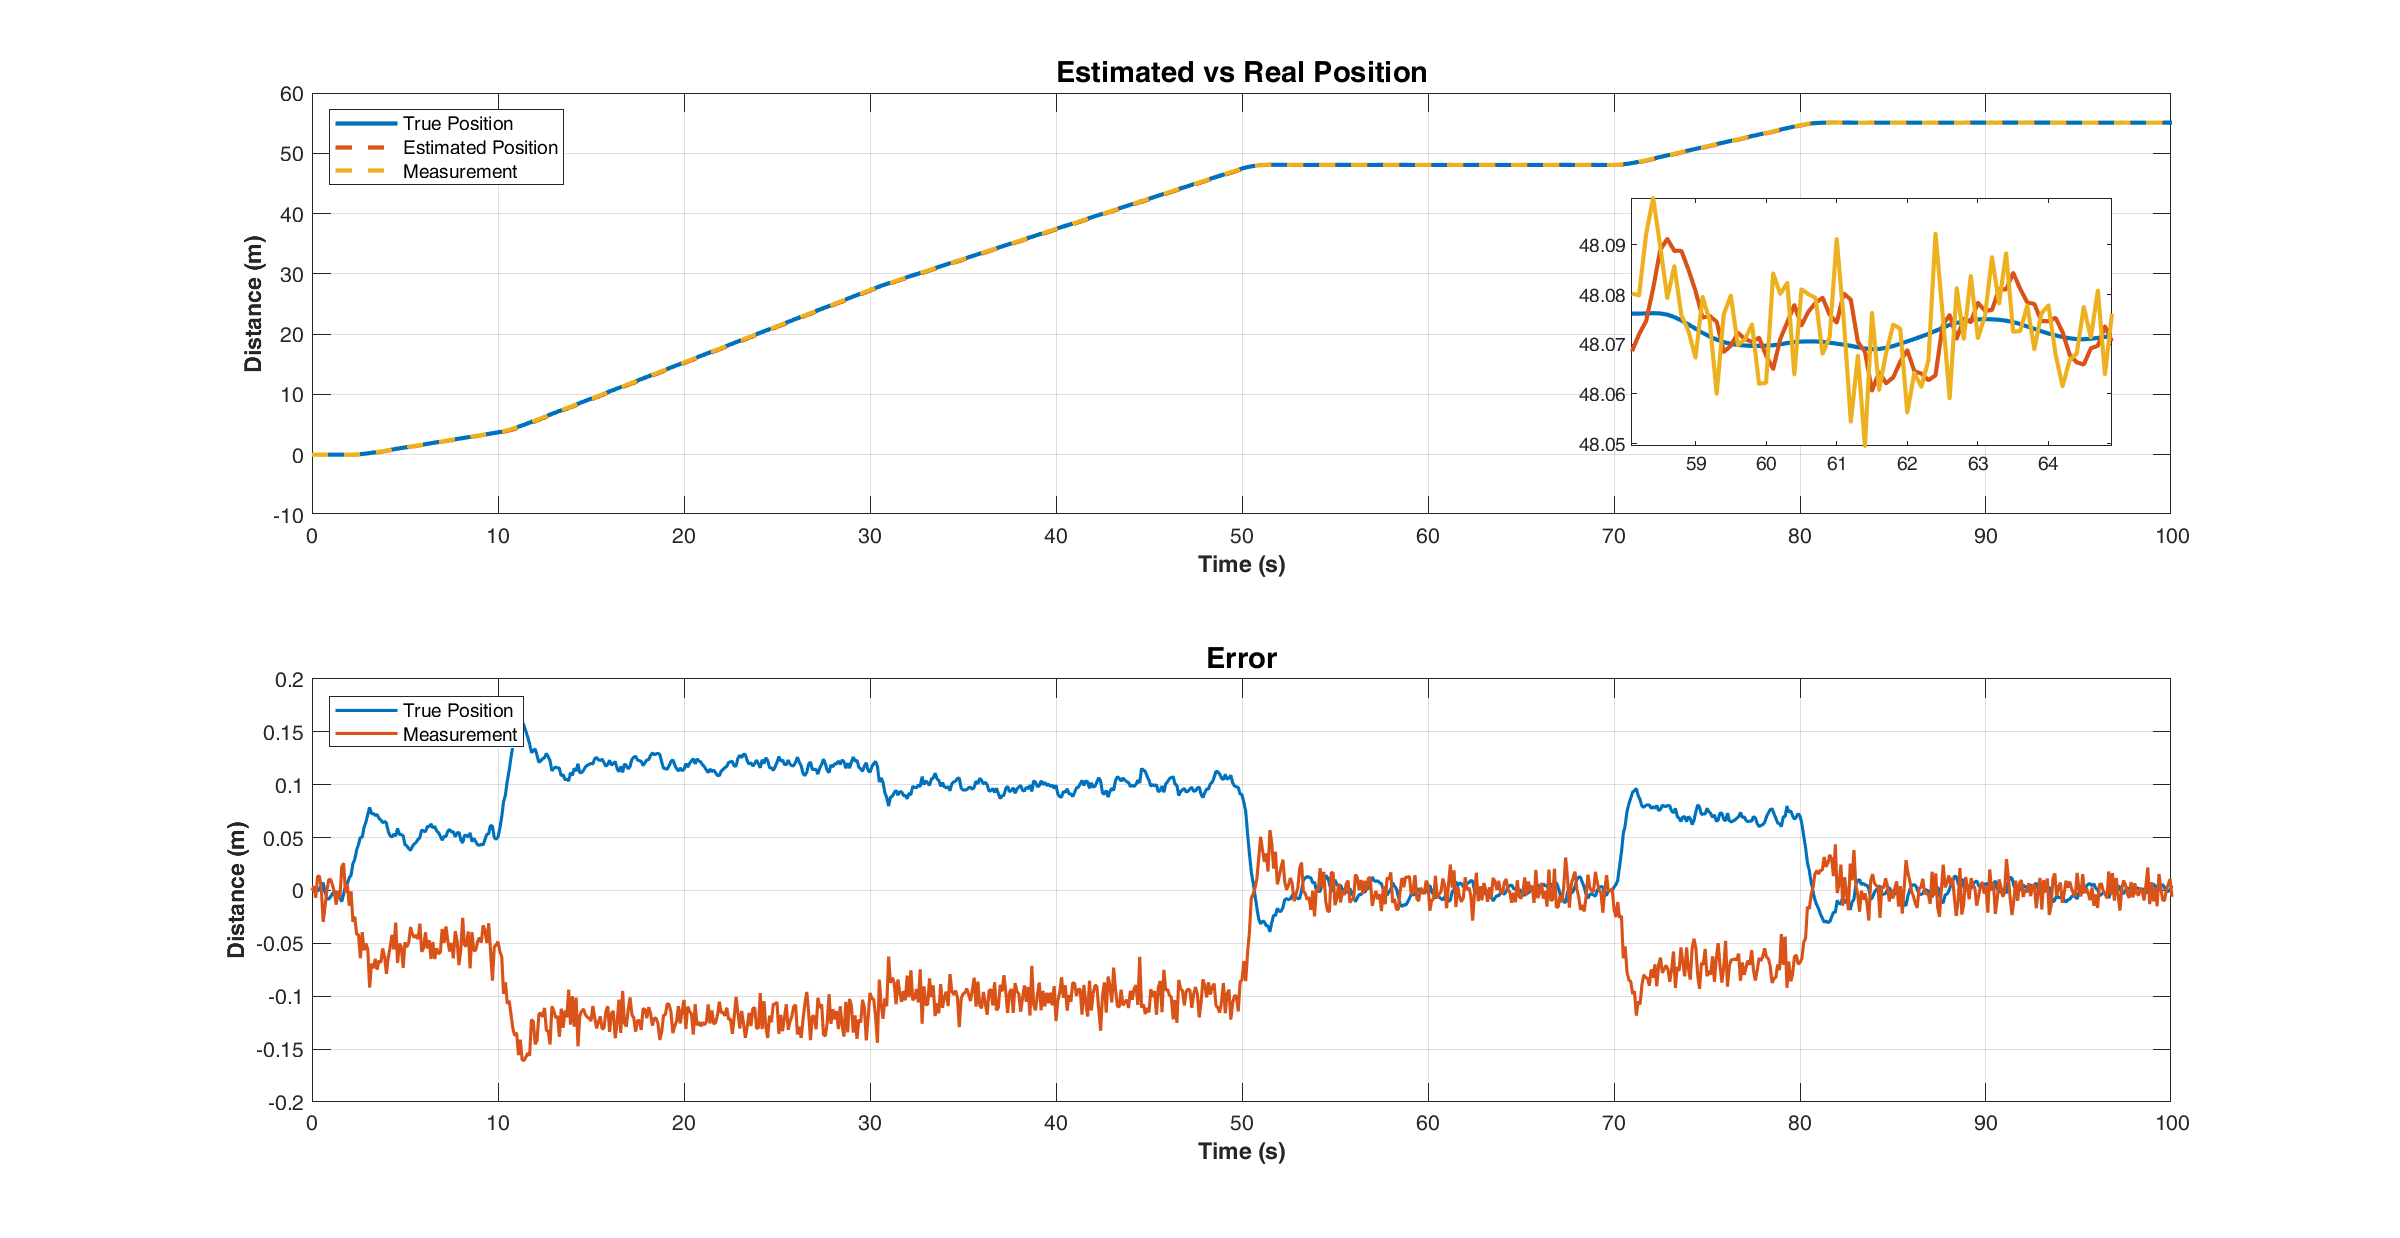 Estimated vs Real Position
60
50
40
30
20
10
0
-10
Distance (m)
True Position
Estimated Position
Measurement
48.09
48.08
48.07
48.06
48.05
59 60 61 62 63 64
0 10 20 30 40 50 60 70 80 90 100
Time (s)
Error
0.2
0.15
0.1
0.05
0
-0.05
-0.1
-0.15
-0.2
Distance (m)
True Position
Measurement
0 10 20 30 40 50 60 70 80 90 100
Time (s)